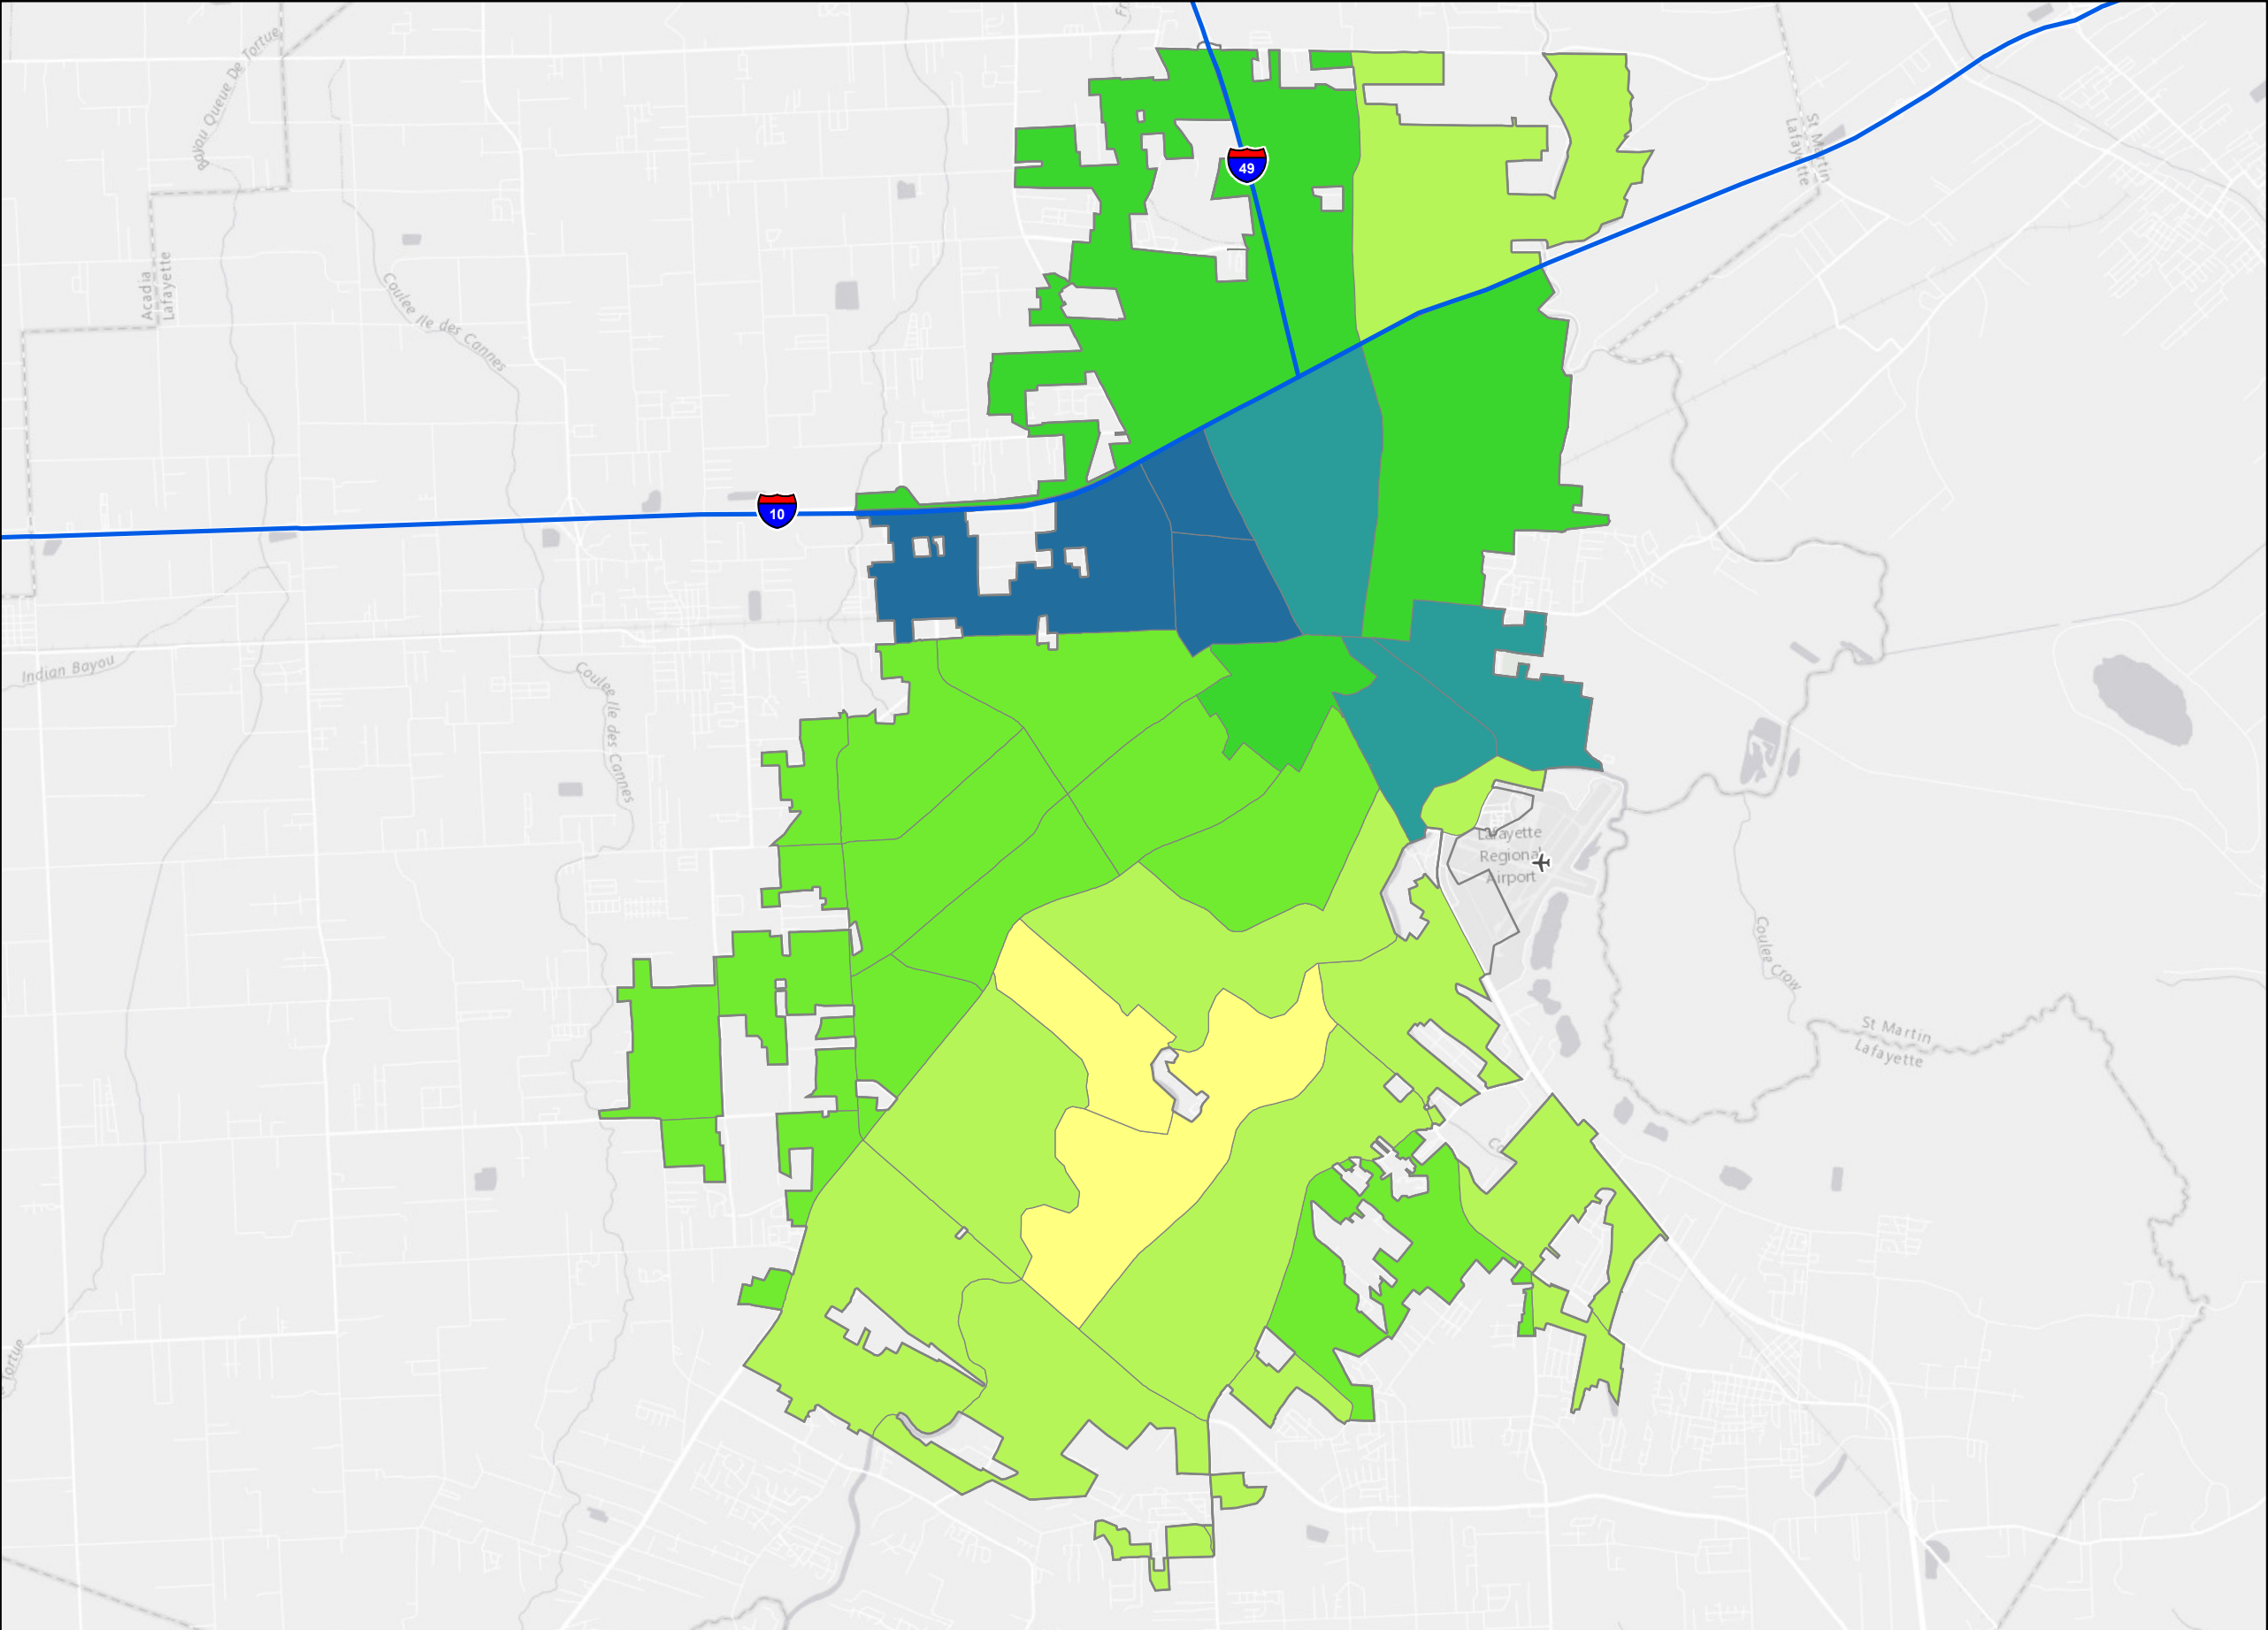 Bayou Queue De Tortue
Acadia
Lafayette
Coulee Ile des Cannes
49
St Martin
Lafayette
10
Indian Bayou
Coulee Ile des Cannes
Lafayette
Regional
Airport
Coulee Crow
St Martin
Lafayette
Tortue